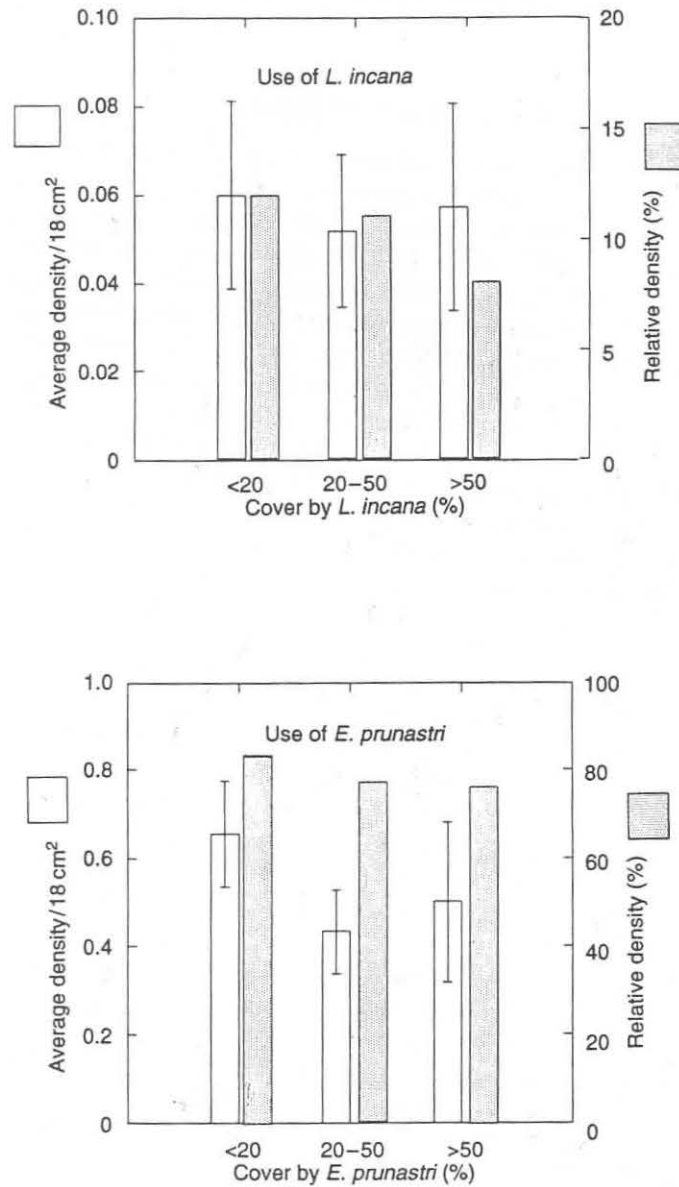 0.10
0.08
0.06
0.04
0.02
0
Average density/18 cm²
Use of L. incana
20
15
10
5
0
Relative density (%)
<20 20–50 >50
Cover by L. incana (%)
1.0
0.8
0.6
0.4
0.2
0
Average density/18 cm²
Use of E. prunastri
100
80
60
40
20
0
Relative density (%)
<20 20–50 >50
Cover by E. prunastri (%)